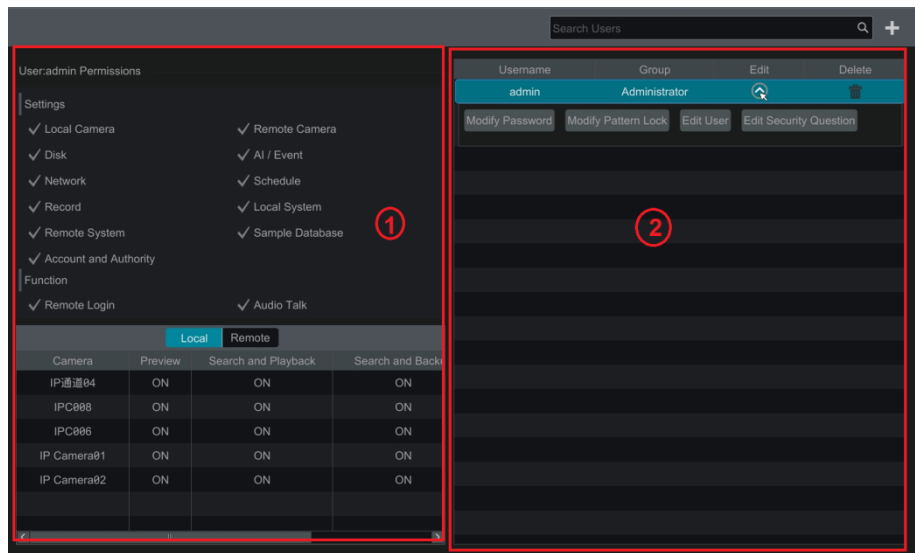 Search Users
User:admin Permissions
Settings
Local Camera Remote Camera
Disk AI / Event
Network Schedule
Record Local System
Remote System Sample Database
Account and Authority
Function
Remote Login Audio Talk
1
Local Remote
Camera Preview Search and Playback Search and Back
IP通道04 ON ON ON
IPC008 ON ON ON
IPC006 ON ON ON
IP Camera01 ON ON ON
IP Camera02 ON ON ON
Username Group Edit Delete
admin Administrator
Modify Password Modify Pattern Lock Edit User Edit Security Question
2